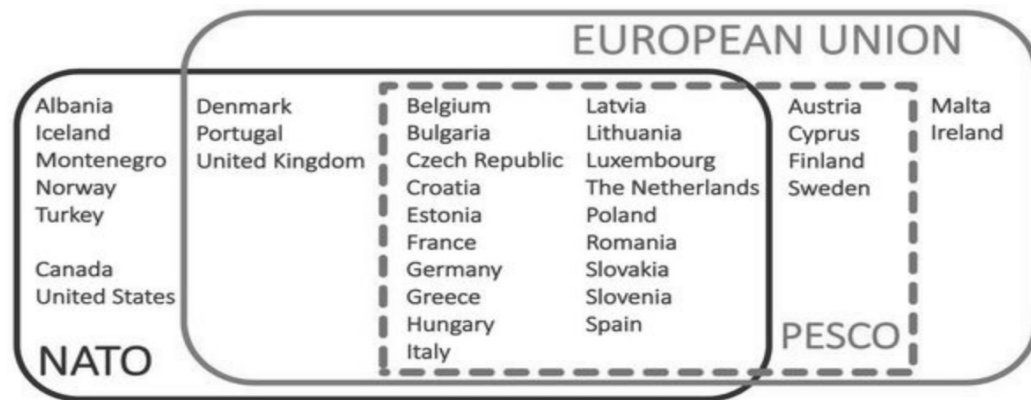 EUROPEAN UNION
Albania
Iceland
Montenegro
Norway
Turkey
Canada
United States
NATO
Denmark
Portugal
United Kingdom
Belgium
Bulgaria
Czech Republic
Croatia
Estonia
France
Germany
Greece
Hungary
Italy
Latvia
Lithuania
Luxembourg
The Netherlands
Poland
Romania
Slovakia
Slovenia
Spain
Austria
Cyprus
Finland
Sweden
PESCO
Malta
Ireland